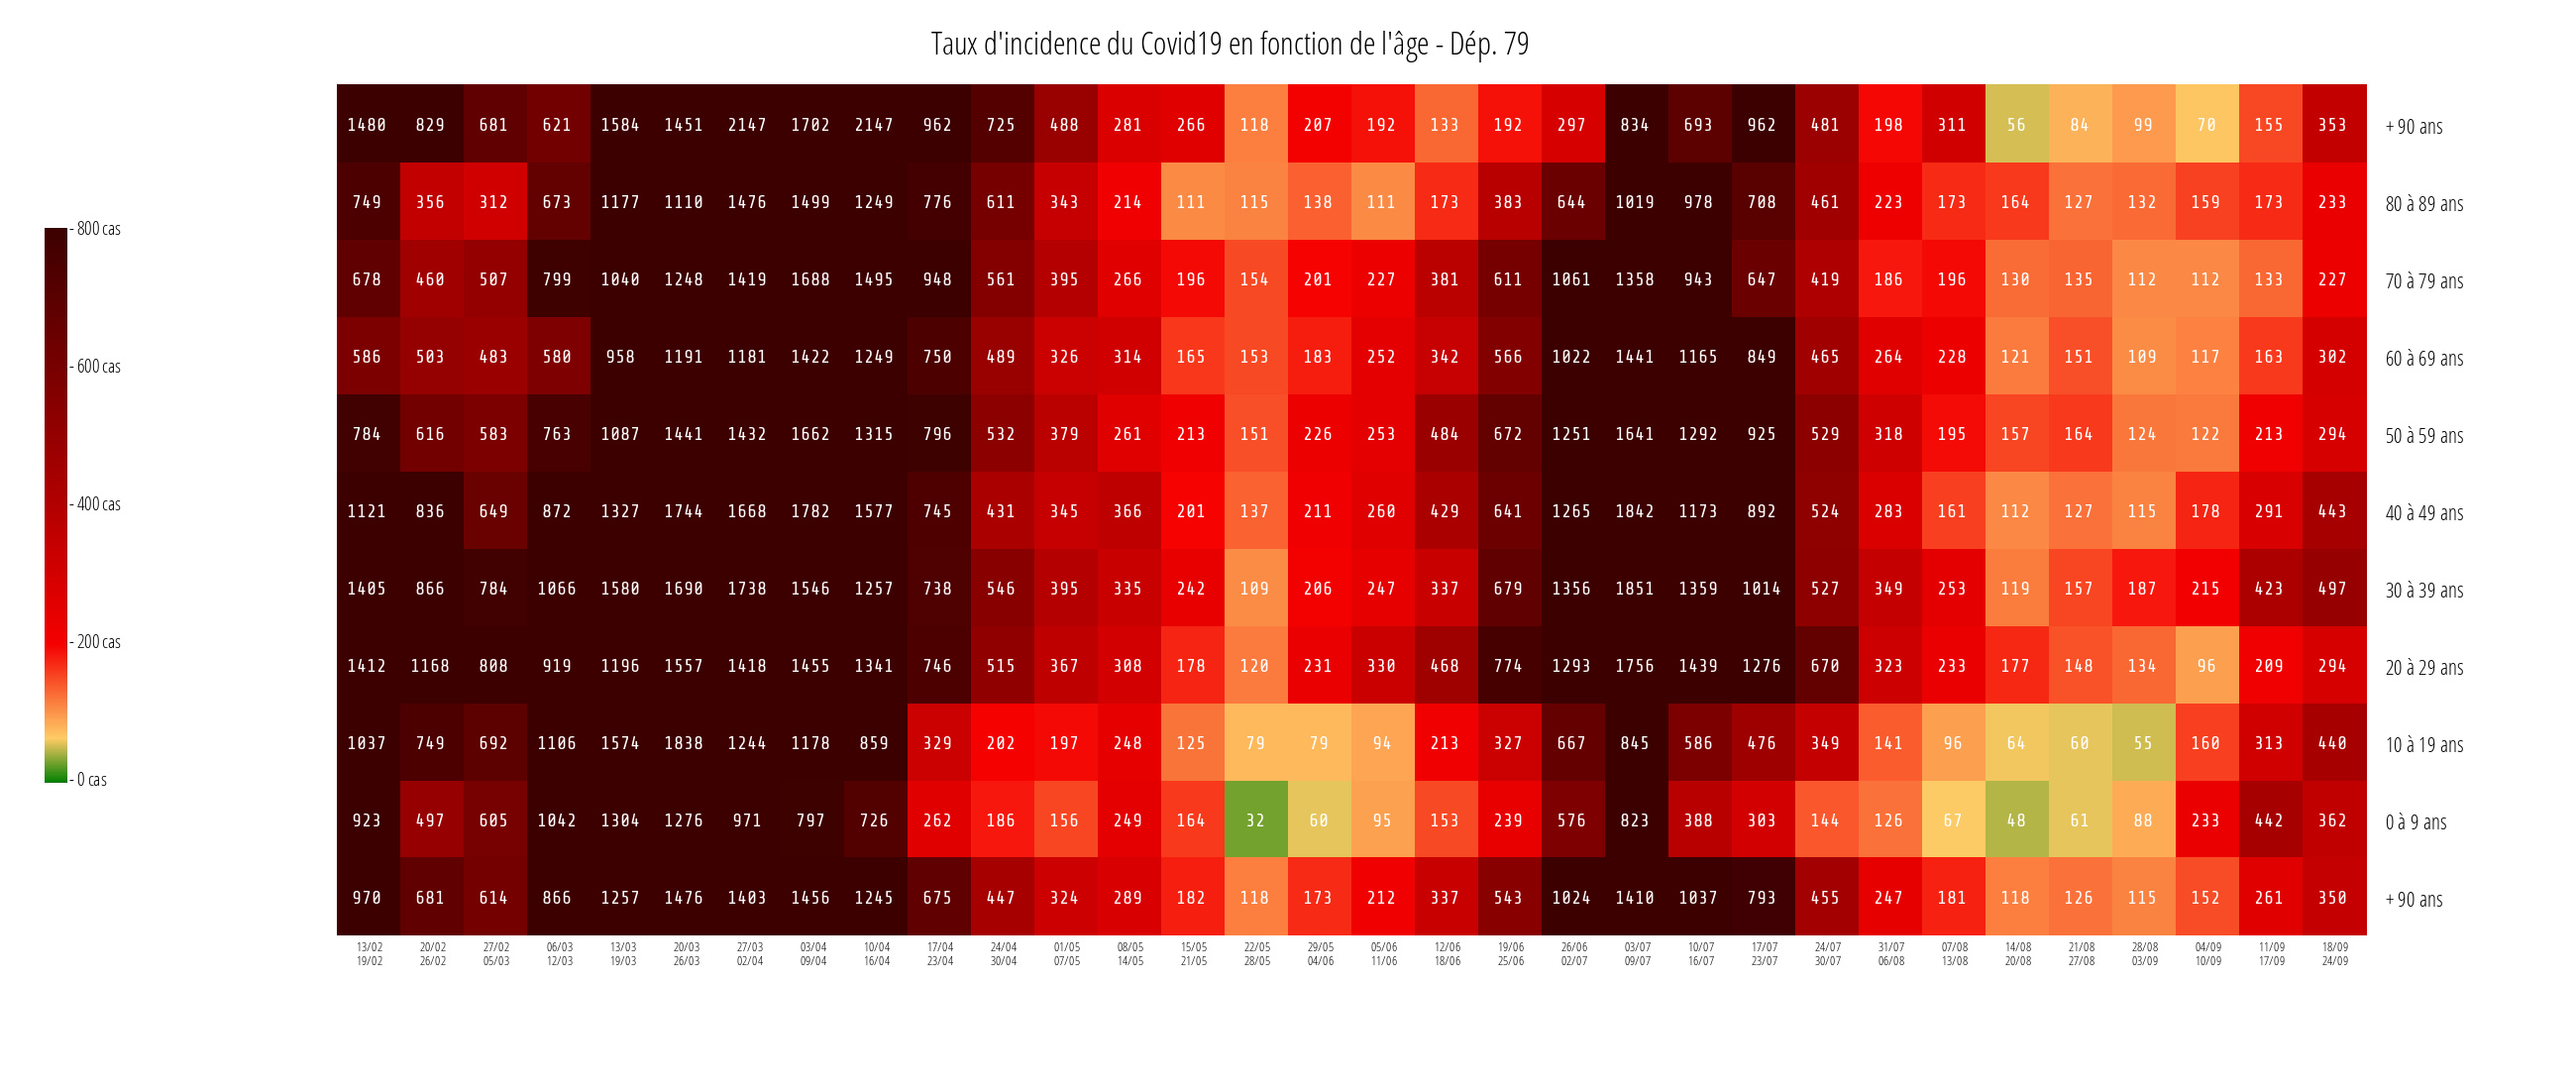 Taux d'incidence du Covid19 en fonction de l'âge - Dép. 79
1480 829 681 621 1584 1451 2147 1702 2147 962 725 488 281 266 118 207 192 133 192 297 834 693 962 481 198 311 56 84 99 70 155 353 + 90 ans
749 356 312 673 1177 1110 1476 1499 1249 776 611 343 214 111 115 138 111 173 383 644 1019 978 708 461 223 173 164 127 132 159 173 233 80 à 89 ans
- 800 cas
678 460 507 799 1040 1248 1419 1688 1495 948 561 395 266 196 154 201 227 381 611 1061 1358 943 647 419 186 196 130 135 112 112 133 227 70 à 79 ans
586 503 483 580 958 1191 1181 1422 1249 750 489 326 314 165 153 183 252 342 566 1022 1441 1165 849 465 264 228 121 151 109 117 163 302 60 à 69 ans
- 600 cas
784 616 583 763 1087 1441 1432 1662 1315 796 532 379 261 213 151 226 253 484 672 1251 1641 1292 925 529 318 195 157 164 124 122 213 294 50 à 59 ans
- 400 cas
1121 836 649 872 1327 1744 1668 1782 1577 745 431 345 366 201 137 211 260 429 641 1265 1842 1173 892 524 283 161 112 127 115 178 291 443 40 à 49 ans
1405 866 784 1066 1580 1690 1738 1546 1257 738 546 395 335 242 109 206 247 337 679 1356 1851 1359 1014 527 349 253 119 157 187 215 423 497 30 à 39 ans
- 200 cas
1412 1168 808 919 1196 1557 1418 1455 1341 746 515 367 308 178 120 231 330 468 774 1293 1756 1439 1276 670 323 233 177 148 134 96 209 294 20 à 29 ans
1037 749 692 1106 1574 1838 1244 1178 859 329 202 197 248 125 79 79 94 213 327 667 845 586 476 349 141 96 64 60 55 160 313 440 10 à 19 ans
- 0 cas
923 497 605 1042 1304 1276 971 797 726 262 186 156 249 164 32 60 95 153 239 576 823 388 303 144 126 67 48 61 88 233 442 362 0 à 9 ans
970 681 614 866 1257 1476 1403 1456 1245 675 447 324 289 182 118 173 212 337 543 1024 1410 1037 793 455 247 181 118 126 115 152 261 350 + 90 ans
13/02 20/02 27/02 06/03 13/03 20/03 27/03 03/04 10/04 17/04 24/04 01/05 08/05 15/05 22/05 29/05 05/06 12/06 19/06 26/06 03/07 10/07 17/07 24/07 31/07 07/08 14/08 21/08 28/08 04/09 11/09 18/09
19/02 26/02 05/03 12/03 19/03 26/03 02/04 09/04 16/04 23/04 30/04 07/05 14/05 21/05 28/05 04/06 11/06 18/06 25/06 02/07 09/07 16/07 23/07 30/07 06/08 13/08 20/08 27/08 03/09 10/09 17/09 24/09